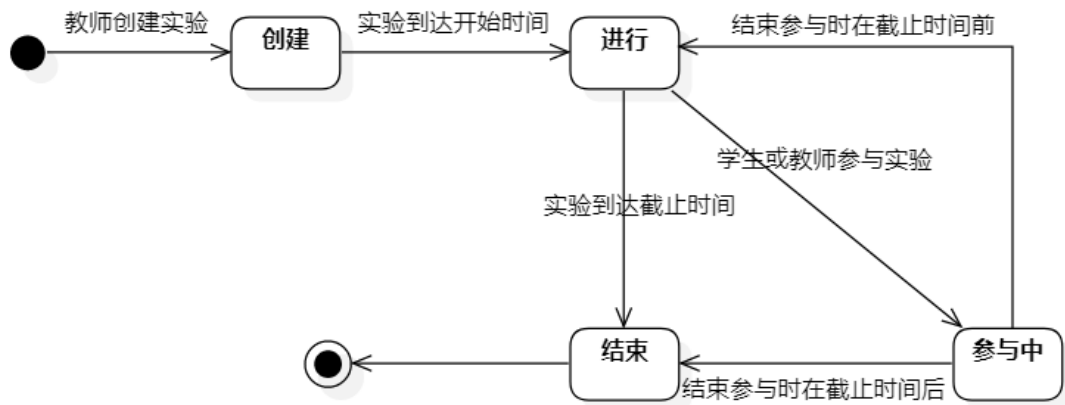 教师创建实验
创建
实验到达开始时间
进行
结束参与时在截止时间前
学生或教师参与实验
实验到达截止时间
结束
参与中
结束参与时在截止时间后